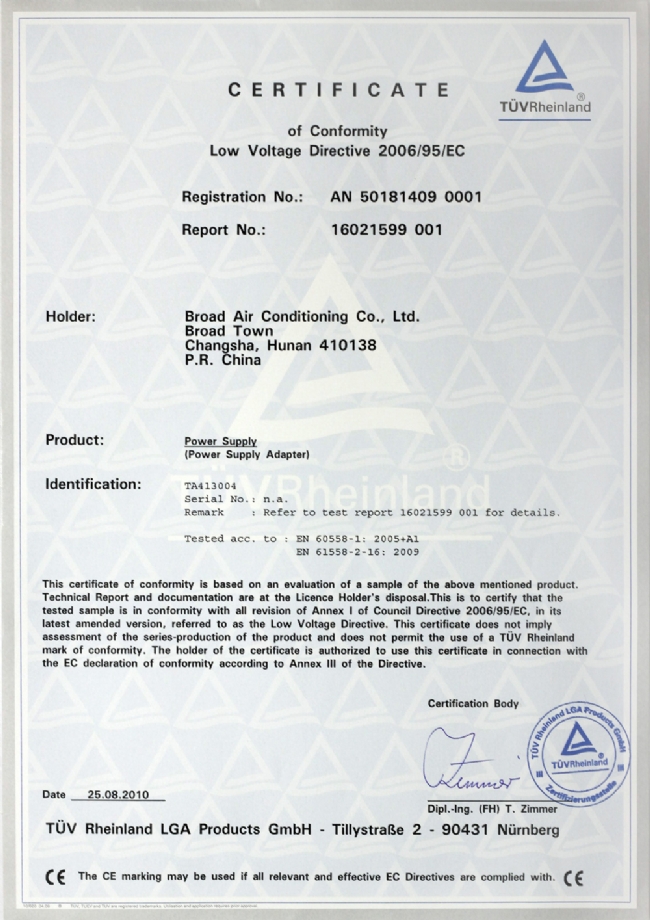 CERTIFICATE
TÜVRheinland®
of Conformity
Low Voltage Directive 2006/95/EC
Registration No.: AN 50181409 0001
Report No.: 16021599 001
Holder: Broad Air Conditioning Co., Ltd.
Broad Town
Changsha, Hunan 410138
P.R. China
Product: Power Supply
(Power Supply Adapter)
Identification: TA413004
Serial No.: n.a.
Remark : Refer to test report 16021599 001 for details.
Tested acc. to : EN 60558-1: 2005+A1
EN 61558-2-16: 2009
TÜVRheinland®
This certificate of conformity is based on an evaluation of a sample of the above mentioned product.
Technical Report and documentation are at the Licence Holder's disposal.This is to certify that the
tested sample is in conformity with all revision of Annex I of Council Directive 2006/95/EC, in its
latest amended version, referred to as the Low Voltage Directive. This certificate does not imply
assessment of the series-production of the product and does not permit the use of a TÜV Rheinland
mark of conformity. The holder of the certificate is authorized to use this certificate in connection with
the EC declaration of conformity according to Annex III of the Directive.
Certification Body
TÜV Rheinland LGA Products GmbH
TÜVRheinland®
Zertifizierungsstelle
Zimmer
Date 25.08.2010
Dipl.-Ing. (FH) T. Zimmer
TÜV Rheinland LGA Products GmbH - Tillystraße 2 - 90431 Nürnberg
CE The CE marking may be used if all relevant and effective EC Directives are complied with. CE